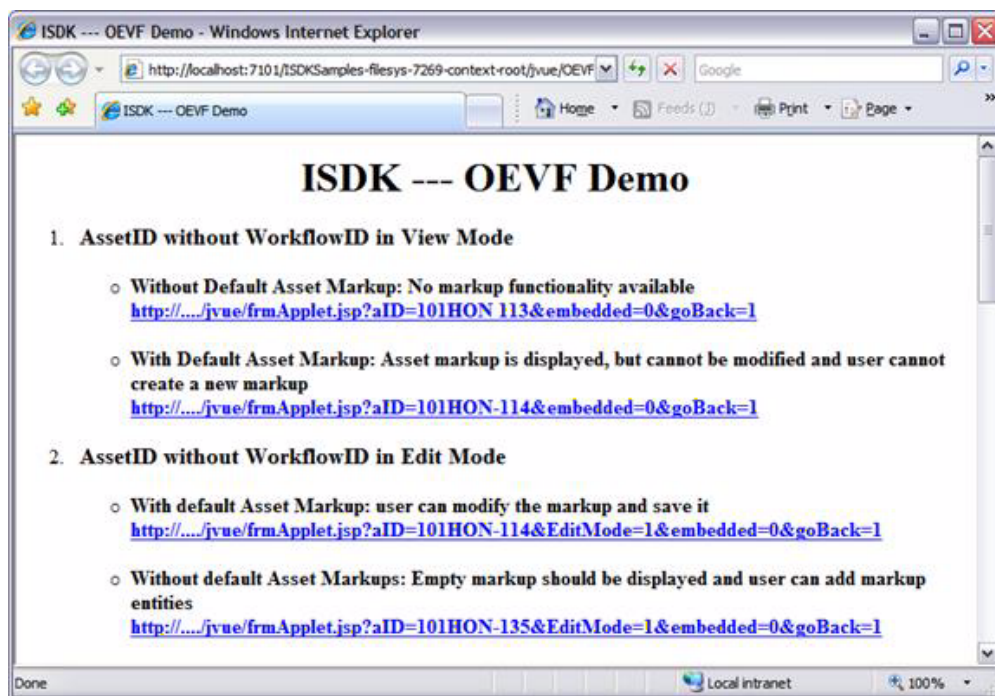 ISDK --- OEVF Demo - Windows Internet Explorer
http://localhost:7101/ISDKSamples-filesys-7269-context-root/jvue/OEVF
Google
ISDK --- OEVF Demo
Home
Feeds (J)
Print
Page
»
ISDK --- OEVF Demo
1. AssetID without WorkflowID in View Mode
Without Default Asset Markup: No markup functionality available
http://..../jvue/frmApplet.jsp?aID=101HON 113&embedded=0&goBack=1
With Default Asset Markup: Asset markup is displayed, but cannot be modified and user cannot
create a new markup
http://..../jvue/frmApplet.jsp?aID=101HON-114&embedded=0&goBack=1
2. AssetID without WorkflowID in Edit Mode
With default Asset Markup: user can modify the markup and save it
http://..../jvue/frmApplet.jsp?aID=101HON-114&EditMode=1&embedded=0&goBack=1
Without default Asset Markups: Empty markup should be displayed and user can add markup
entities
http://..../jvue/frmApplet.jsp?aID=101HON-135&EditMode=1&embedded=0&goBack=1
Done
Local intranet
100%